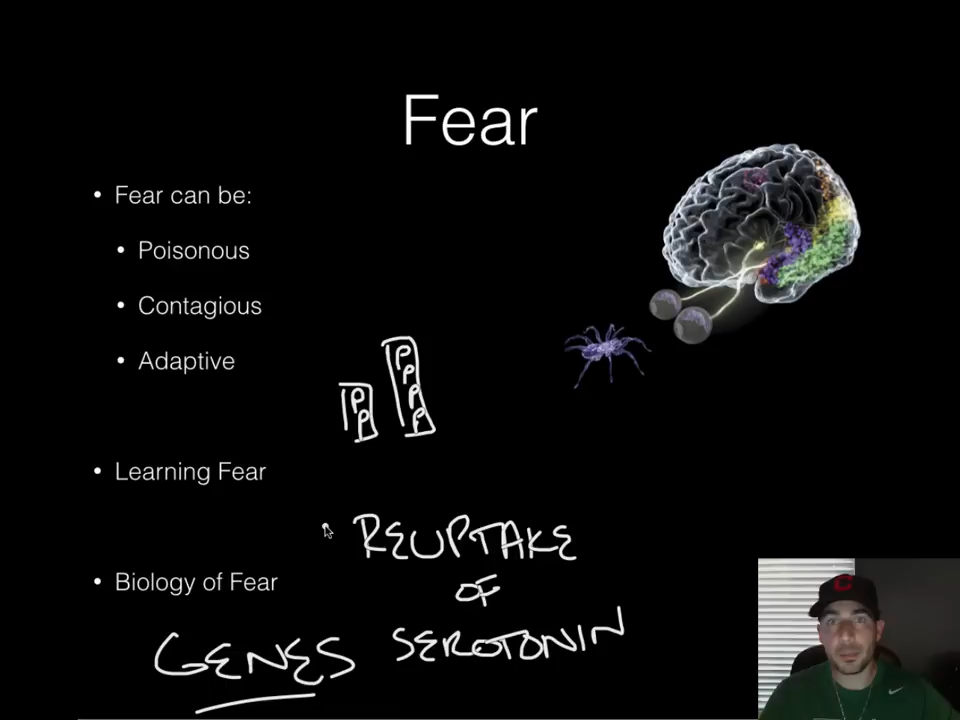 Fear
• Fear can be:
• Poisonous
• Contagious
• Adaptive
P
P
P
P
P
P
• Learning Fear
REUPTAKE
OF
• Biology of Fear
SEROTONIN
GENES
C